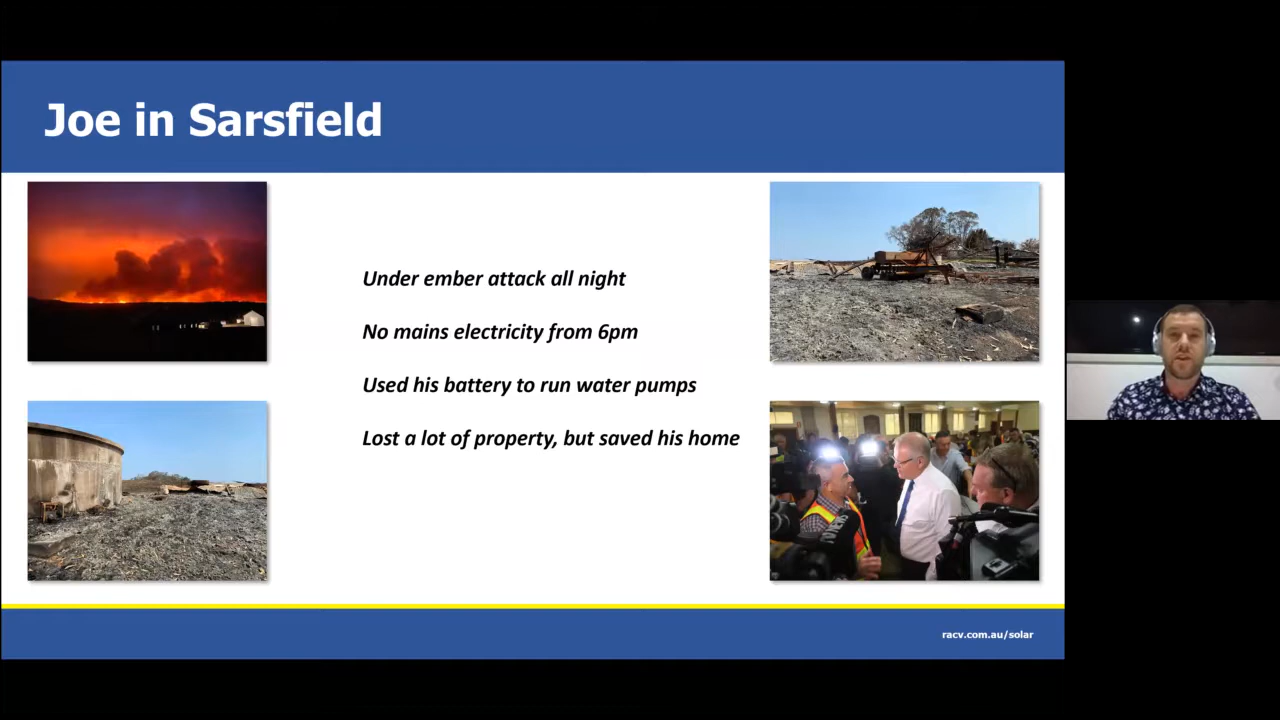 Joe in Sarsfield
Under ember attack all night
No mains electricity from 6pm
Used his battery to run water pumps
Lost a lot of property, but saved his home
racv.com.au/solar